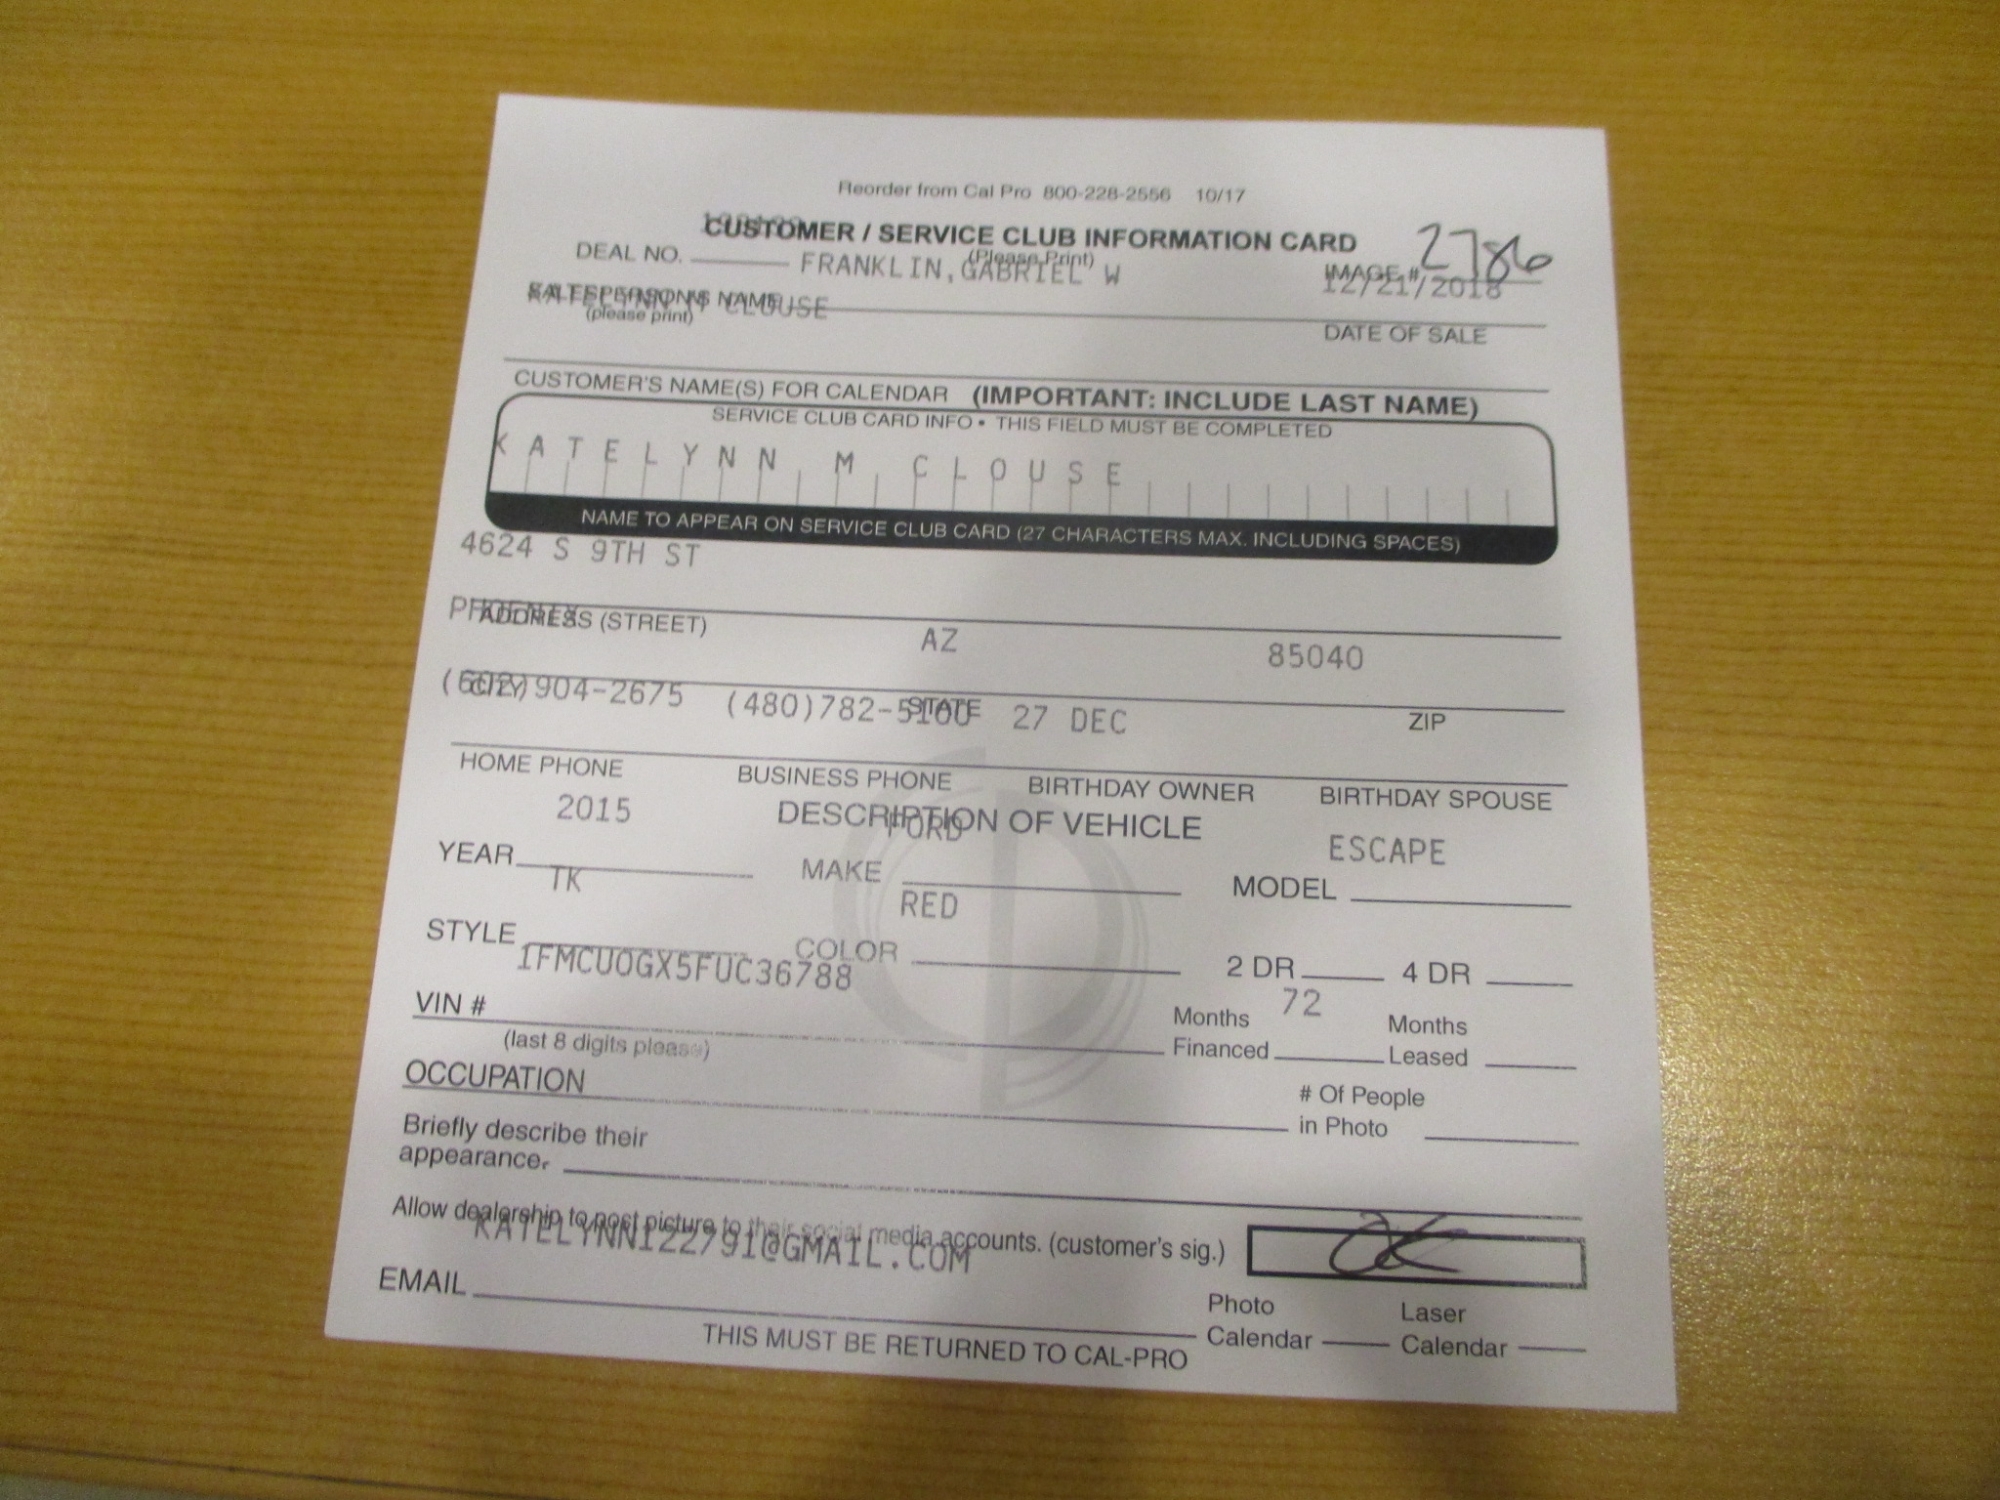 Reorder from Cal Pro 800-228-2556 10/17
CUSTOMER / SERVICE CLUB INFORMATION CARD
(Please Print)
DEAL NO. FRANKLIN, GABRIEL W IMAGE # 2786
12/21/2018
SALESPERSON'S NAME
KATELYNN M CLOUSE
(please print)
DATE OF SALE
CUSTOMER'S NAME(S) FOR CALENDAR (IMPORTANT: INCLUDE LAST NAME)
SERVICE CLUB CARD INFO • THIS FIELD MUST BE COMPLETED
KATELYNN M CLOUSE
NAME TO APPEAR ON SERVICE CLUB CARD (27 CHARACTERS MAX. INCLUDING SPACES)
4624 S 9TH ST
ADDRESS (STREET)
PHOENIX AZ 85040
CITY STATE ZIP
(602)904-2675 (480)782-5100 27 DEC
HOME PHONE BUSINESS PHONE BIRTHDAY OWNER BIRTHDAY SPOUSE
DESCRIPTION OF VEHICLE
YEAR 2015 MAKE FORD MODEL ESCAPE
STYLE TK COLOR RED 2 DR 4 DR
VIN # 1FMCU0GX5FUC36788
(last 8 digits please)
Months Financed 72 Months Leased
OCCUPATION
# Of People in Photo
Briefly describe their
appearance.
Allow dealership to post picture to their social media accounts. (customer's sig.)
EMAIL KATELYNN122791@GMAIL.COM
Photo Calendar Laser Calendar
THIS MUST BE RETURNED TO CAL-PRO